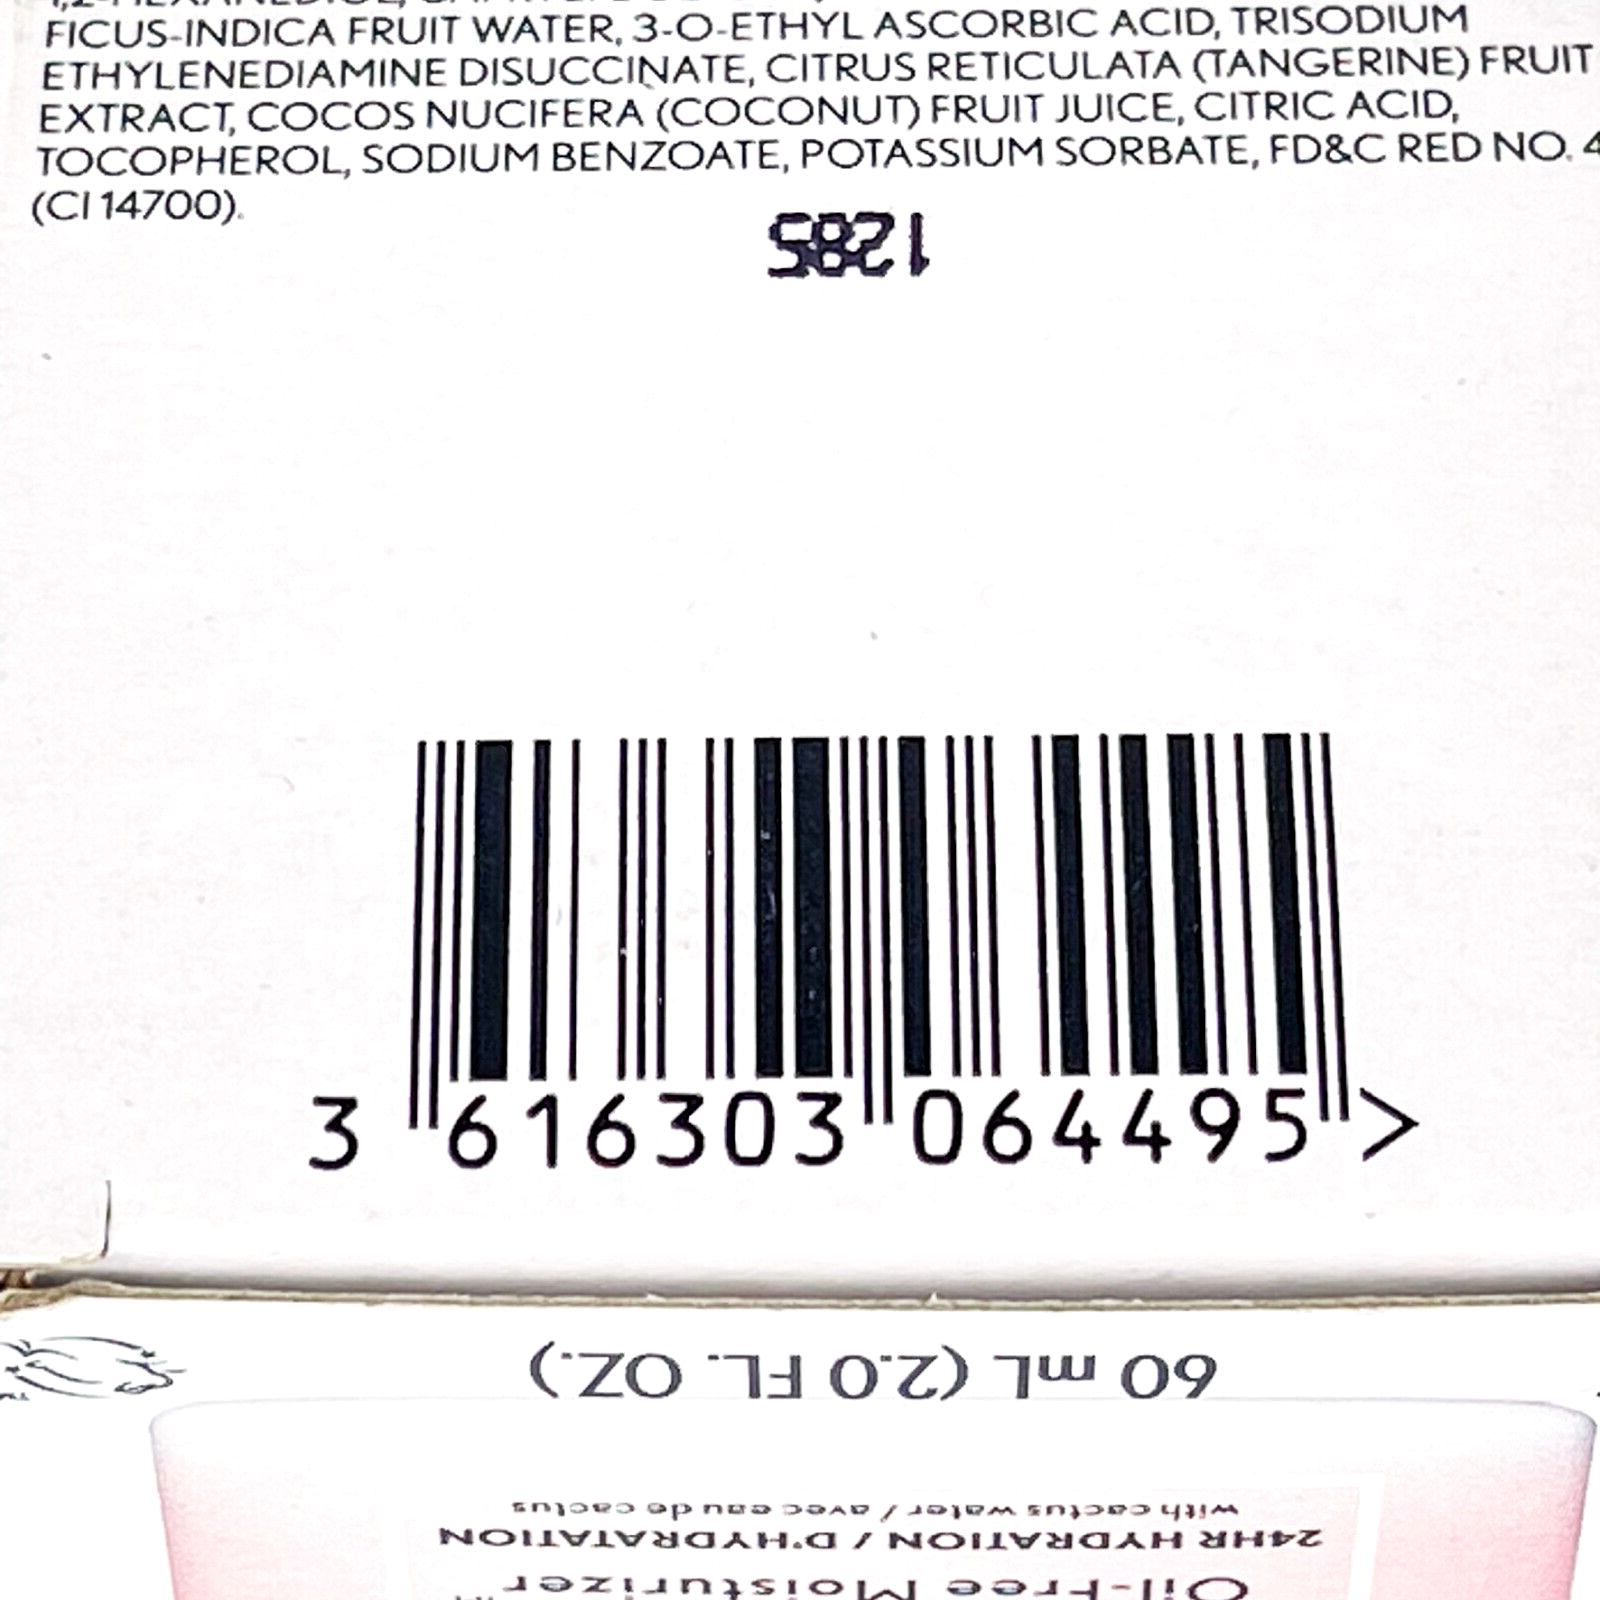 FICUS-INDICA FRUIT WATER, 3-O-ETHYL ASCORBIC ACID, TRISODIUM
ETHYLENEDIAMINE DISUCCINATE, CITRUS RETICULATA (TANGERINE) FRUIT
EXTRACT, COCOS NUCIFERA (COCONUT) FRUIT JUICE, CITRIC ACID,
TOCOPHEROL, SODIUM BENZOATE, POTASSIUM SORBATE, FD&C RED NO. 4
(CI 14700).
1285
3 616303 064495 >
60 mL (2.0 FL. OZ.)
with cactus water / avec eau de cactus
24HR HYDRATION / D'HYDRATATION
Oil-Free Moisturizer